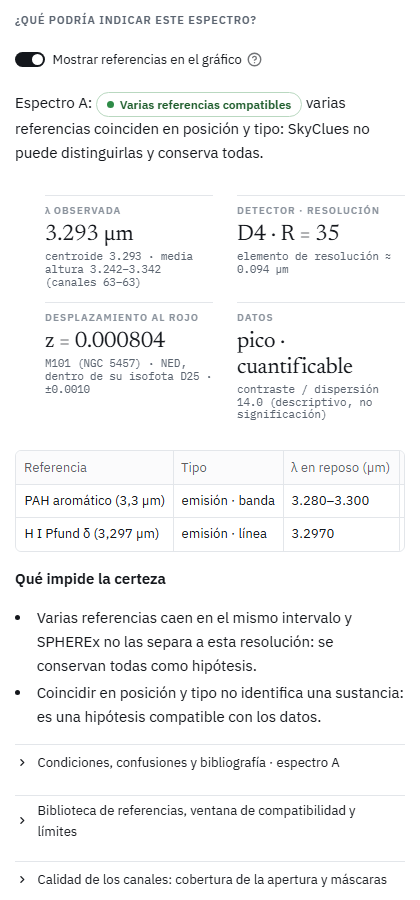 ¿QUÉ PODRÍA INDICAR ESTE ESPECTRO?
Mostrar referencias en el gráfico ?
Espectro A: Varias referencias compatibles varias
referencias coinciden en posición y tipo: SkyClues no
puede distinguirlas y conserva todas.
λ OBSERVADA
3.293 µm
centroide 3.293 · media
altura 3.242–3.342
(canales 63–63)
DETECTOR · RESOLUCIÓN
D4 · R = 35
elemento de resolución ≈
0.094 µm
DESPLAZAMIENTO AL ROJO
z = 0.000804
M101 (NGC 5457) · NED,
dentro de su isofota D25 ·
±0.0010
DATOS
pico ·
cuantificable
contraste / dispersión
14.0 (descriptivo, no
significación)
Referencia Tipo λ en reposo (µm)
PAH aromático (3,3 µm) emisión · banda 3.280–3.300
H I Pfund δ (3,297 µm) emisión · línea 3.2970
Qué impide la certeza
• Varias referencias caen en el mismo intervalo y
SPHEREx no las separa a esta resolución: se
conservan todas como hipótesis.
• Coincidir en posición y tipo no identifica una sustancia:
es una hipótesis compatible con los datos.
Condiciones, confusiones y bibliografía · espectro A
Biblioteca de referencias, ventana de compatibilidad y
límites
Calidad de los canales: cobertura de la apertura y máscaras